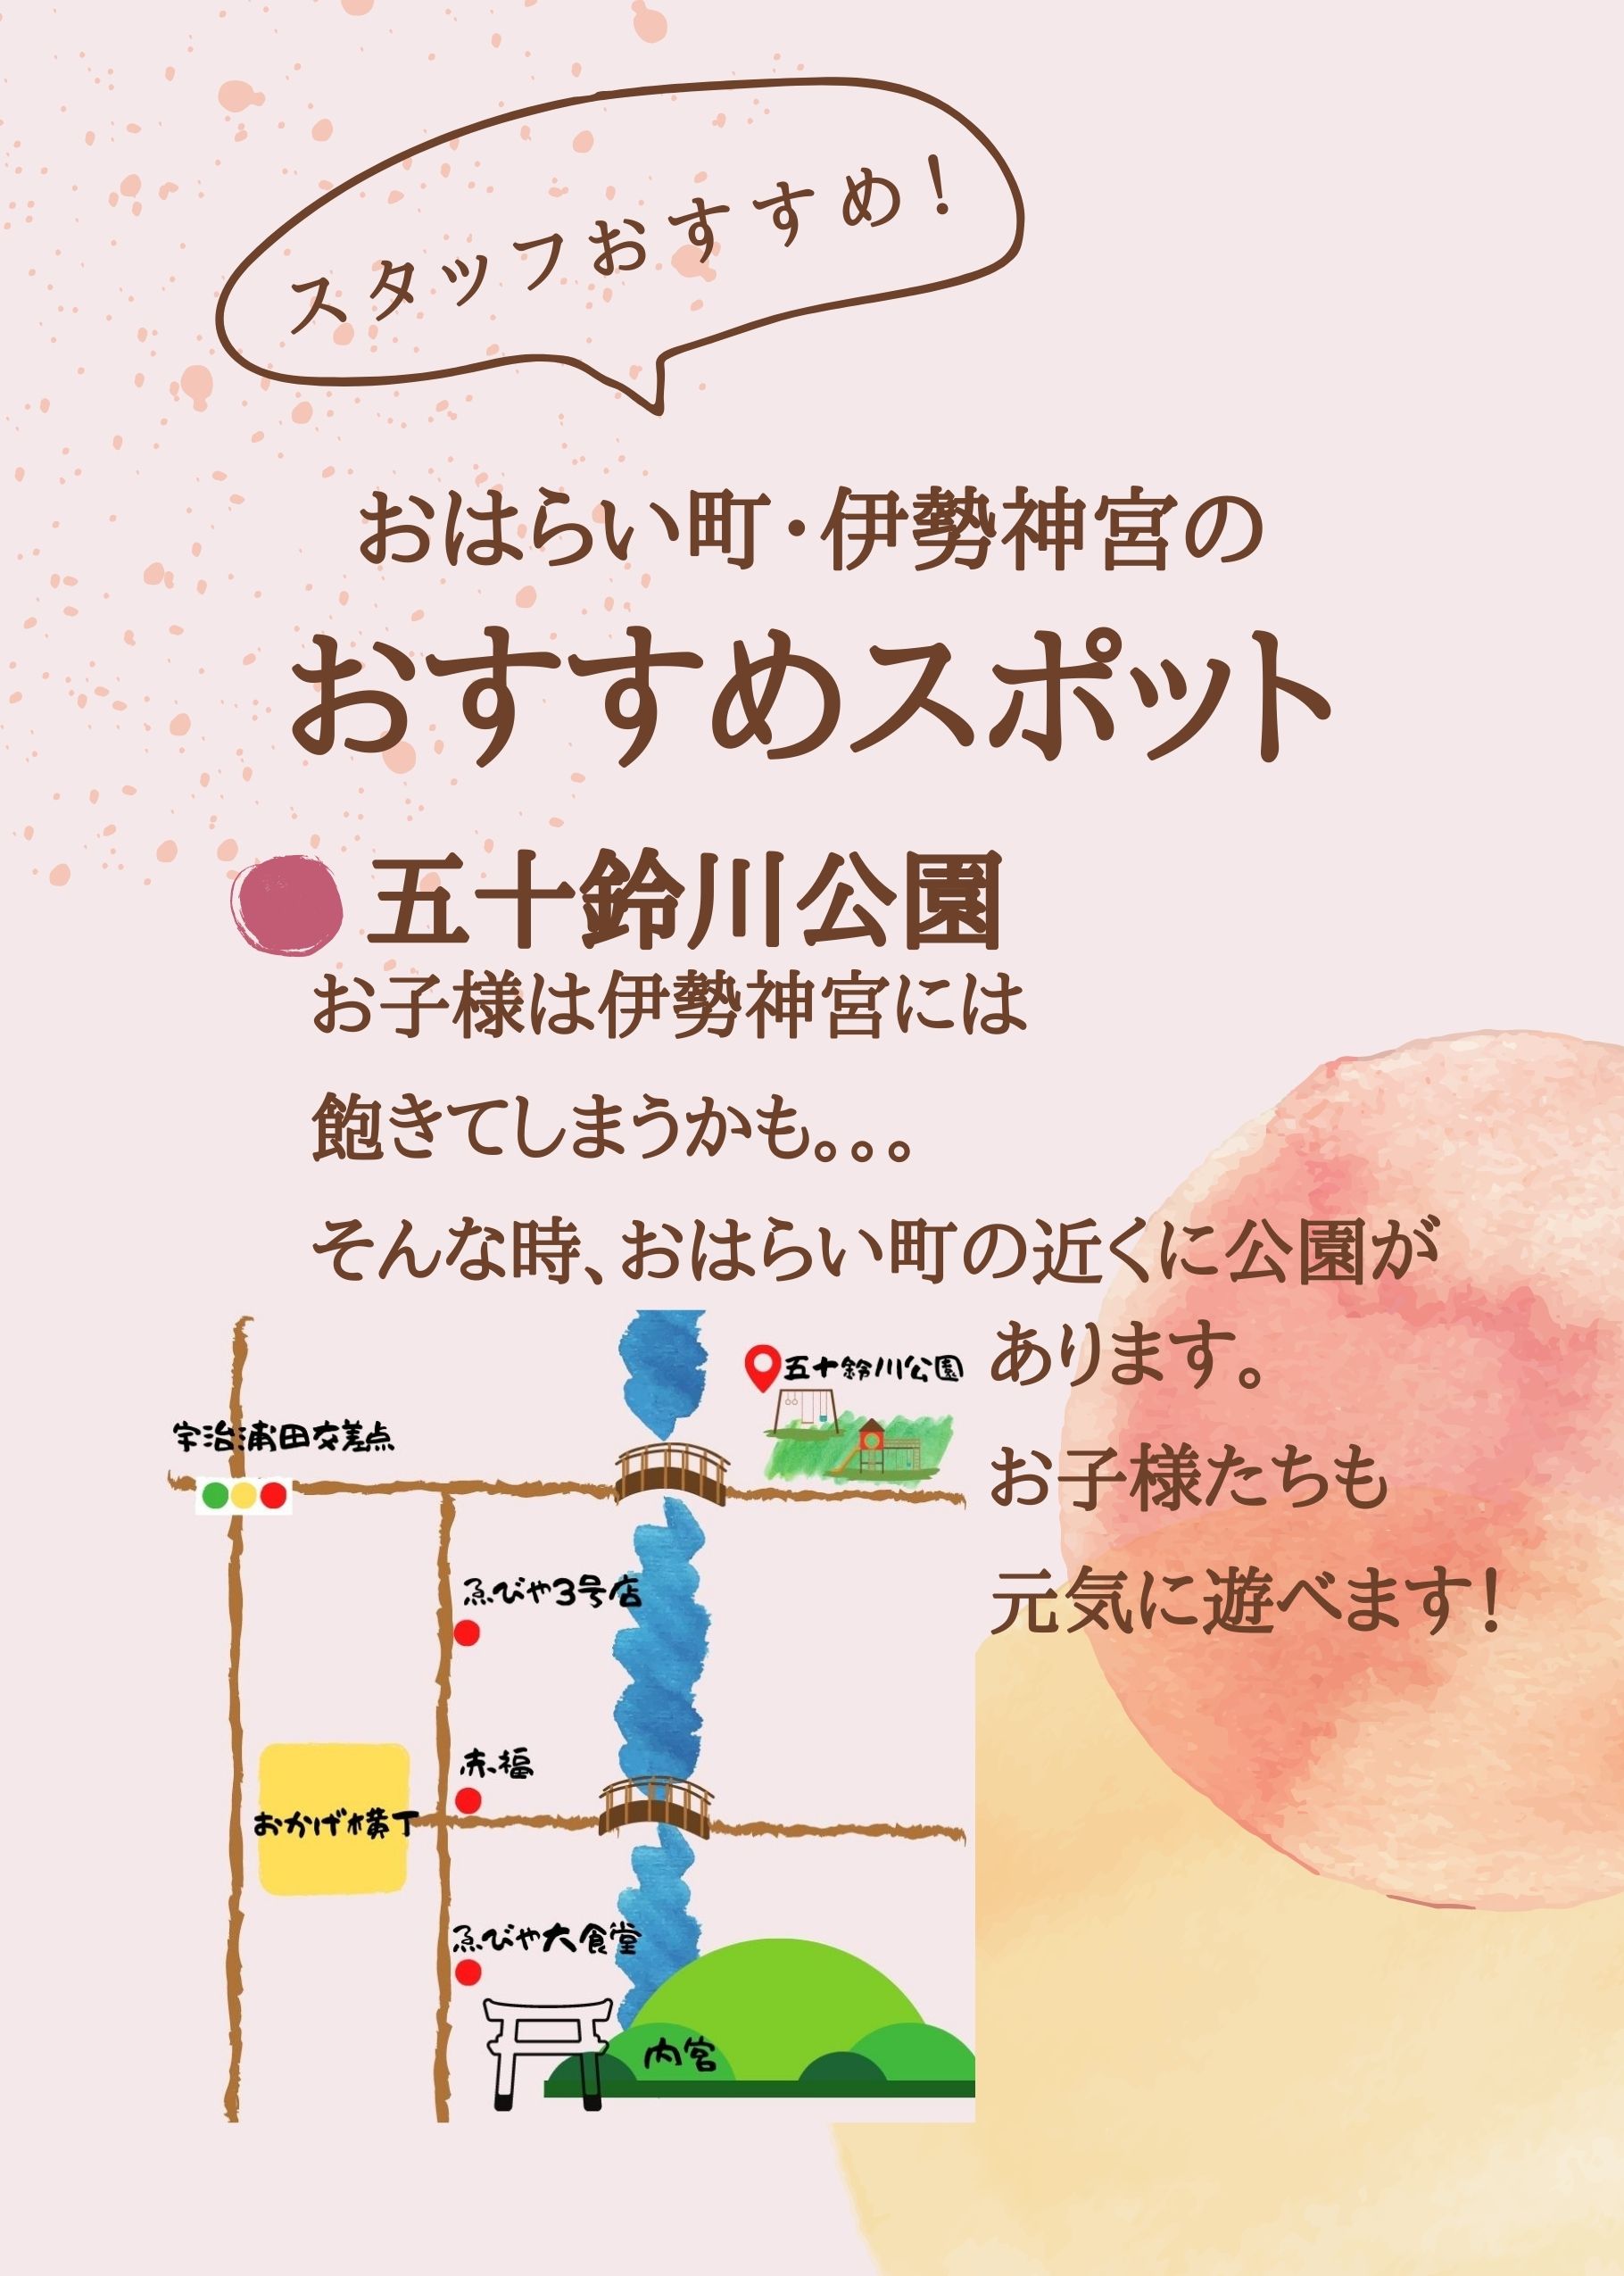 スタッフおすすめ！
おはらい町・伊勢神宮の
おすすめスポット
五十鈴川公園
お子様は伊勢神宮には
飽きてしまうかも。。。
そんな時、おはらい町の近くに公園が
あります。
お子様たちも
元気に遊べます！
五十鈴川公園
宇治浦田交差点
ゑびや3号店
赤福
おかげ横丁
ゑびや大食堂
内宮